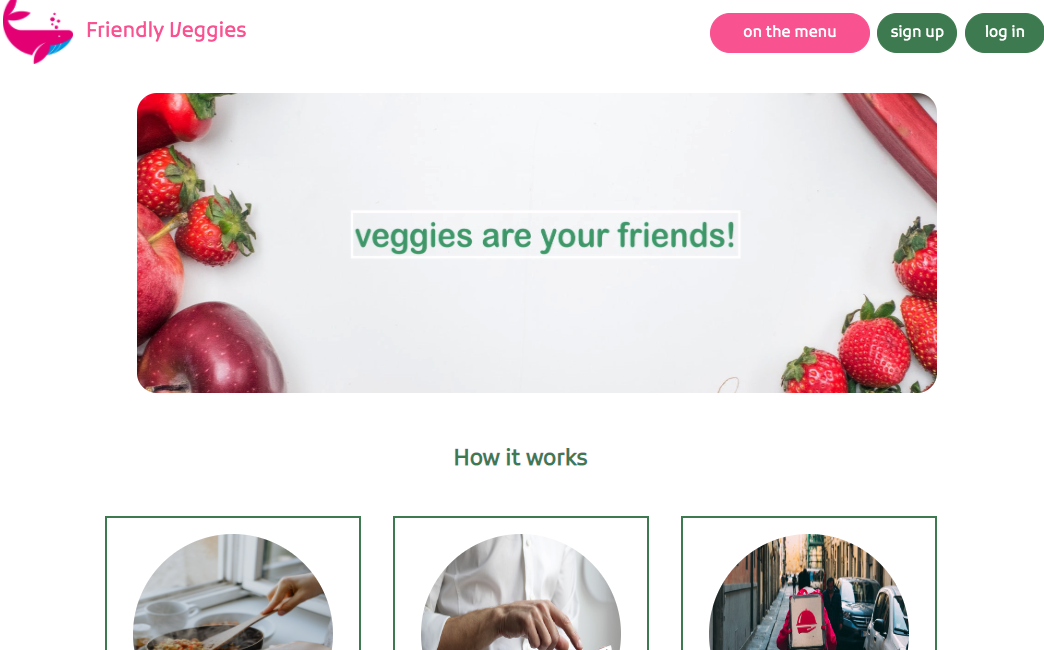 Friendly Veggies
on the menu
sign up
log in
veggies are your friends!
How it works